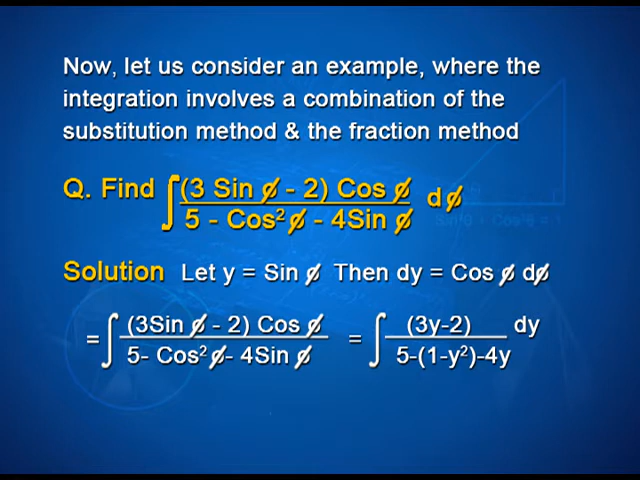 Now, let us consider an example, where the
integration involves a combination of the
substitution method & the fraction method
Q. Find ∫ (3 Sin ø - 2) Cos ø / 5 - Cos² ø - 4Sin ø dø
Solution Let y = Sin ø Then dy = Cos ø dø
= ∫ (3Sin ø - 2) Cos ø / 5- Cos² ø- 4Sin ø = ∫ (3y-2) / 5-(1-y²)-4y dy